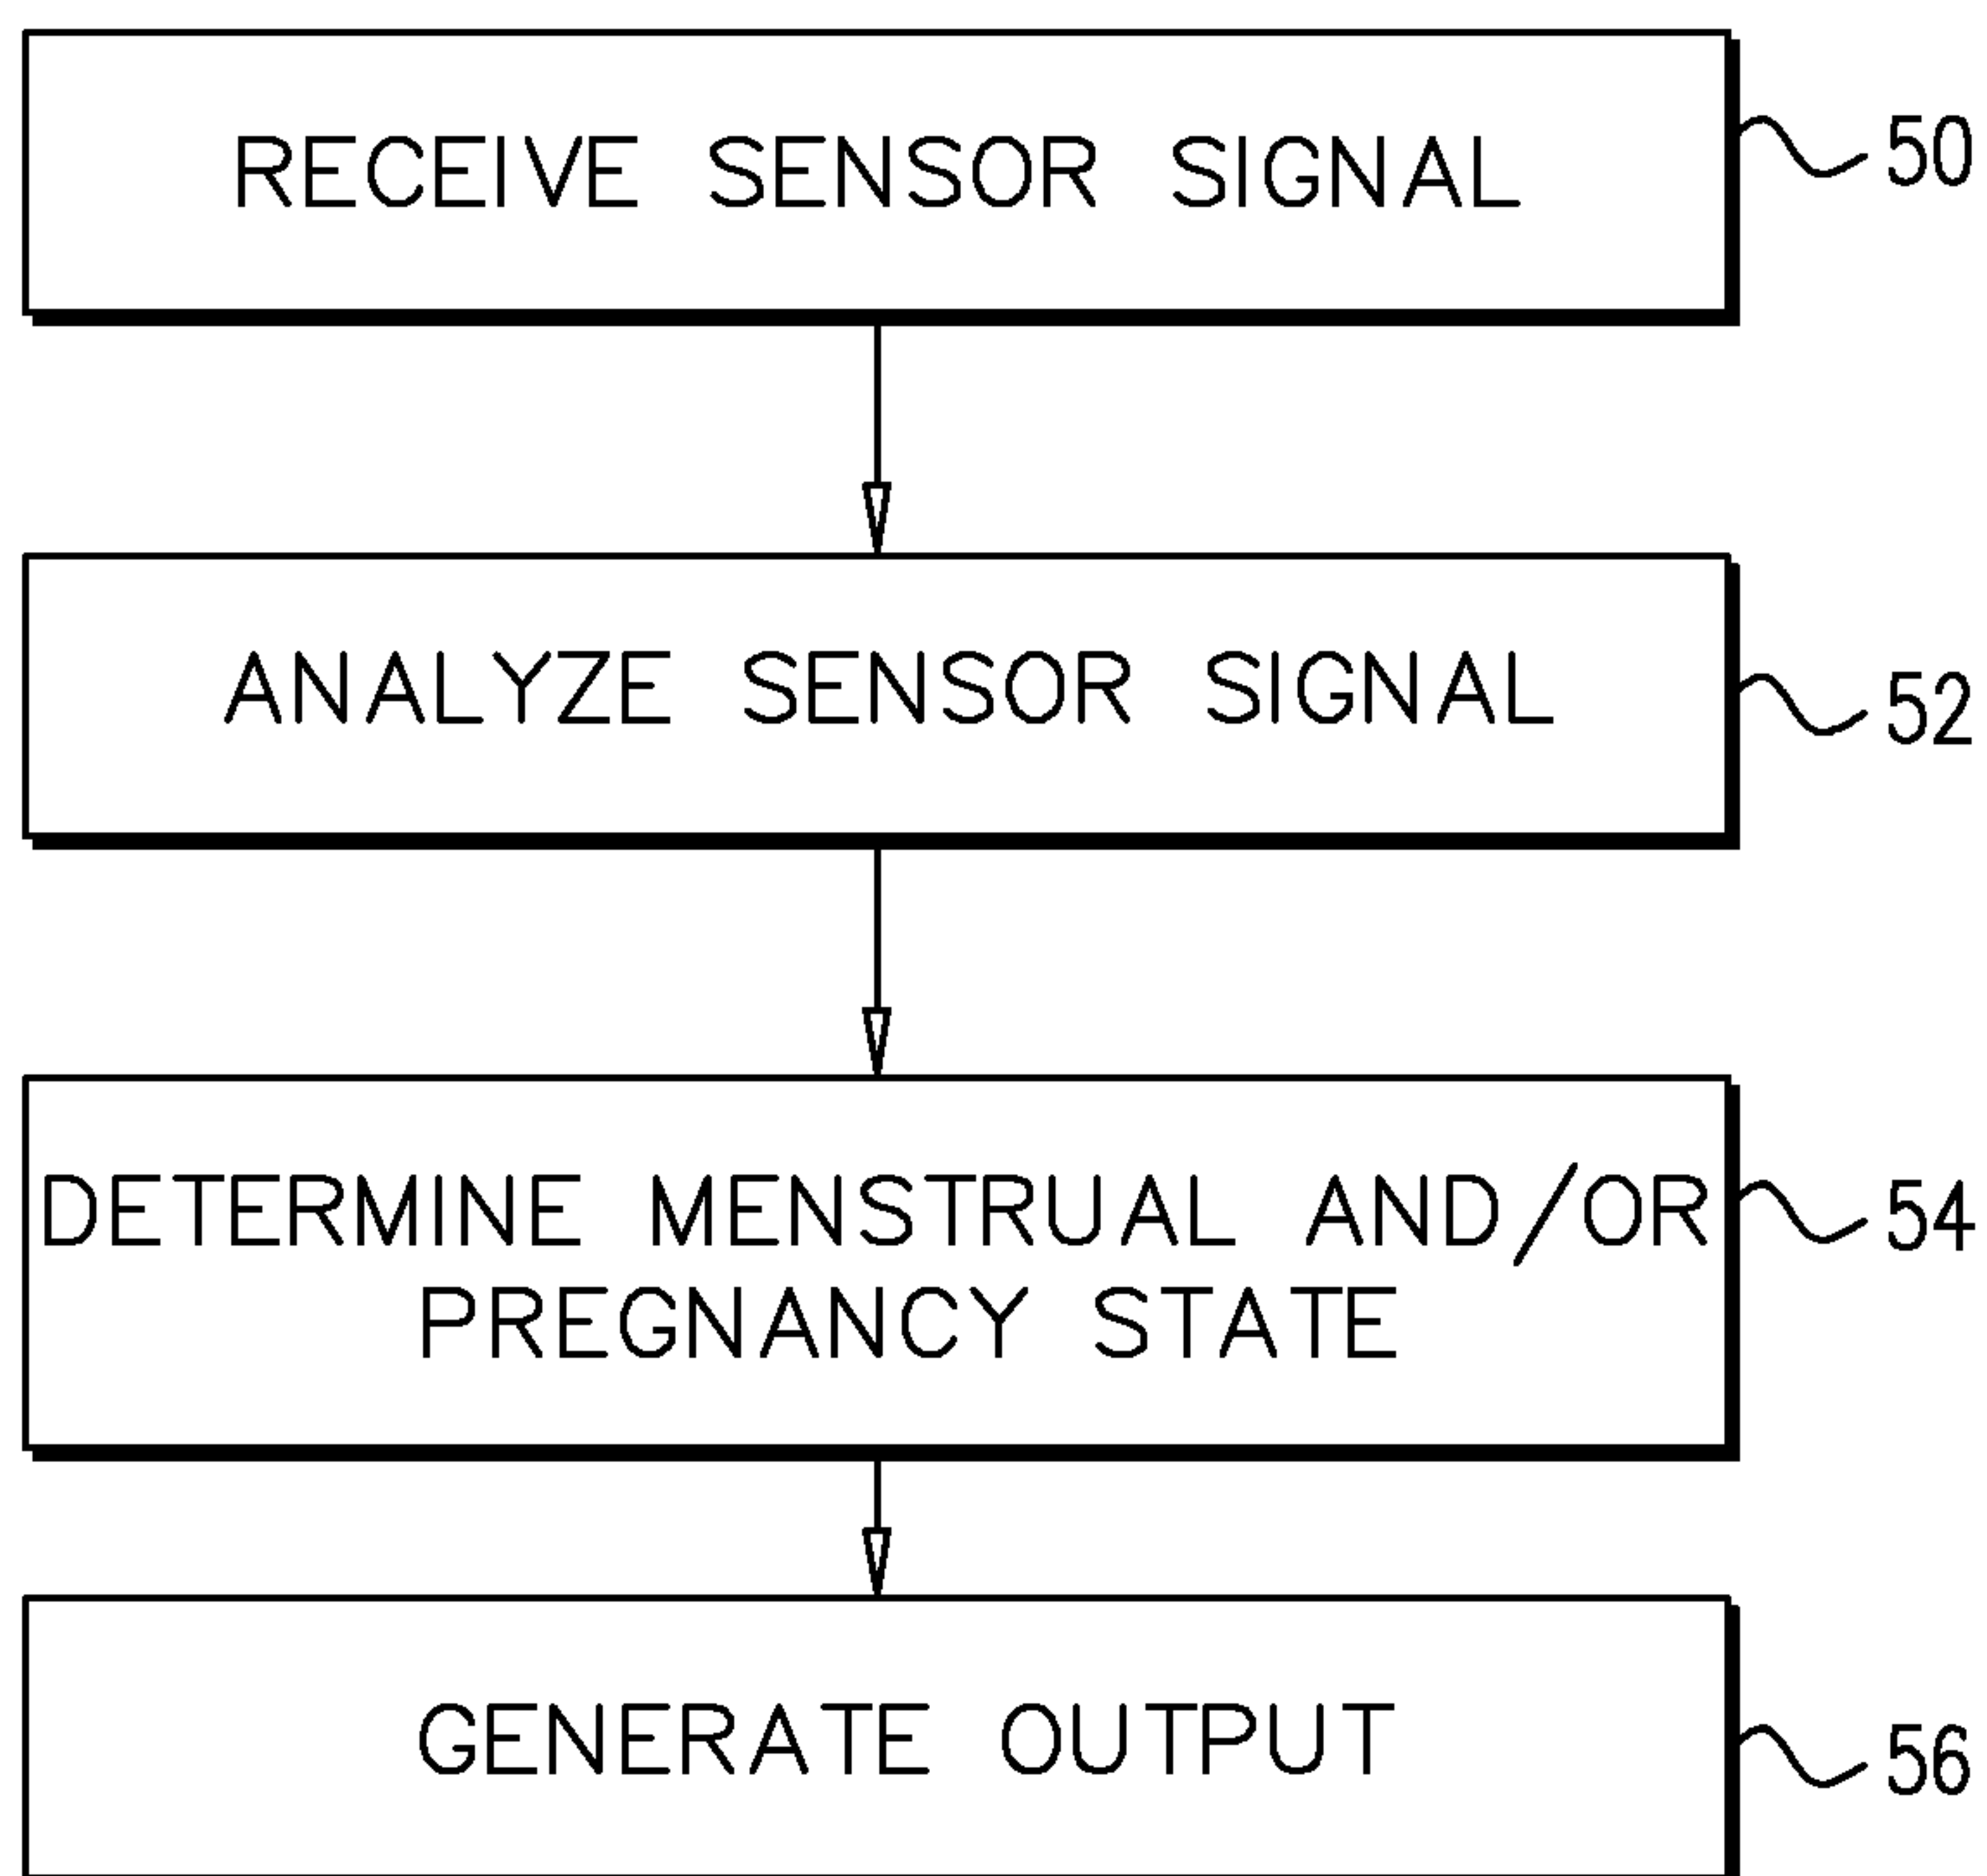 RECEIVE SENSOR SIGNAL
50
ANALYZE SENSOR SIGNAL
52
DETERMINE MENSTRUAL AND/OR
PREGNANCY STATE
54
GENERATE OUTPUT
56